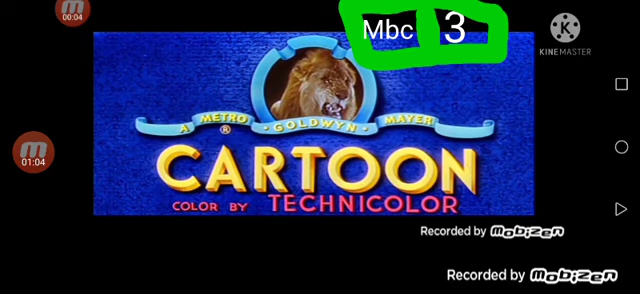 00:04
Mbc 3
KINEMASTER
A METRO · GOLDWYN · MAYER
®
01:04
CARTOON
COLOR BY TECHNICOLOR
Recorded by mobizen
Recorded by mobizen